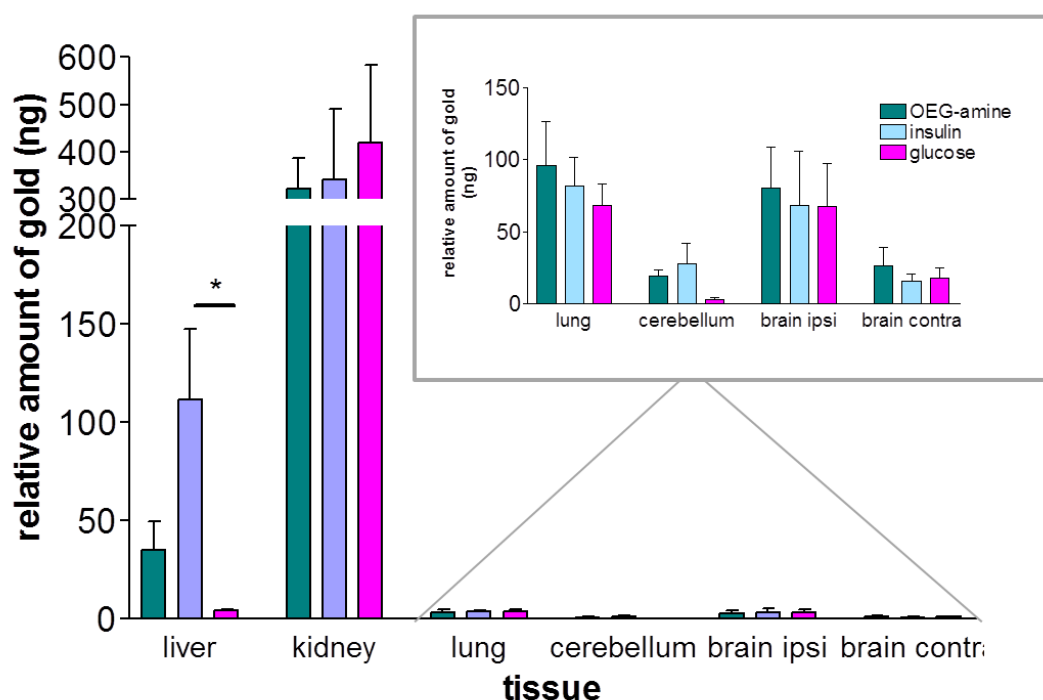 relative amount of gold (ng)
600
500
400
300
200
150
100
50
0
*
liver
kidney
lung
cerebellum
brain ipsi
brain contra
tissue
relative amount of gold
(ng)
150
100
50
0
OEG-amine
insulin
glucose
lung
cerebellum
brain ipsi
brain contra